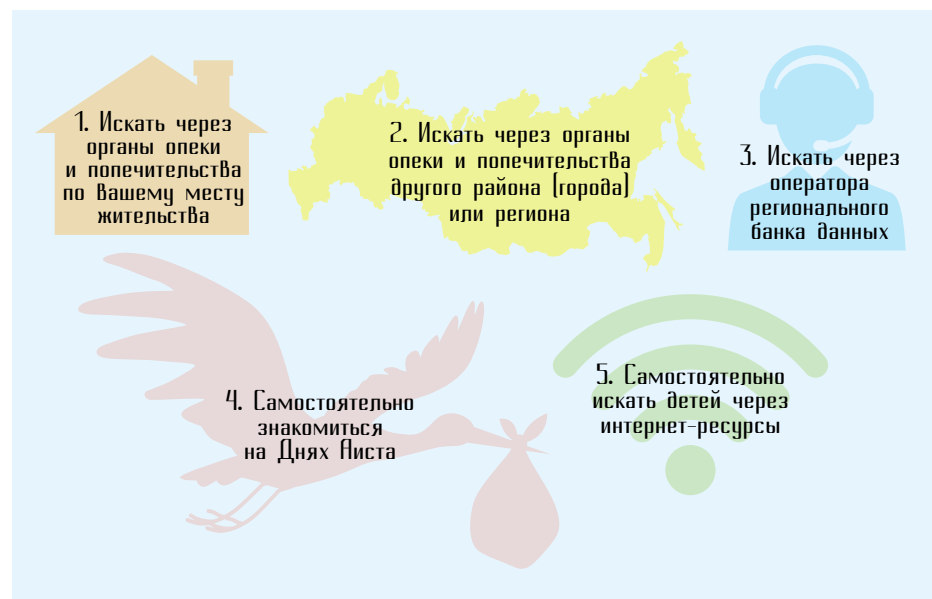 1. Искать через
органы опеки
и попечительства
по Вашему месту
жительства
2. Искать через органы
опеки и попечительства
другого района (города)
или региона
3. Искать через
оператора
регионального
банка данных
4. Самостоятельно
знакомиться
на Днях Аиста
5. Самостоятельно
искать детей через
интернет-ресурсы